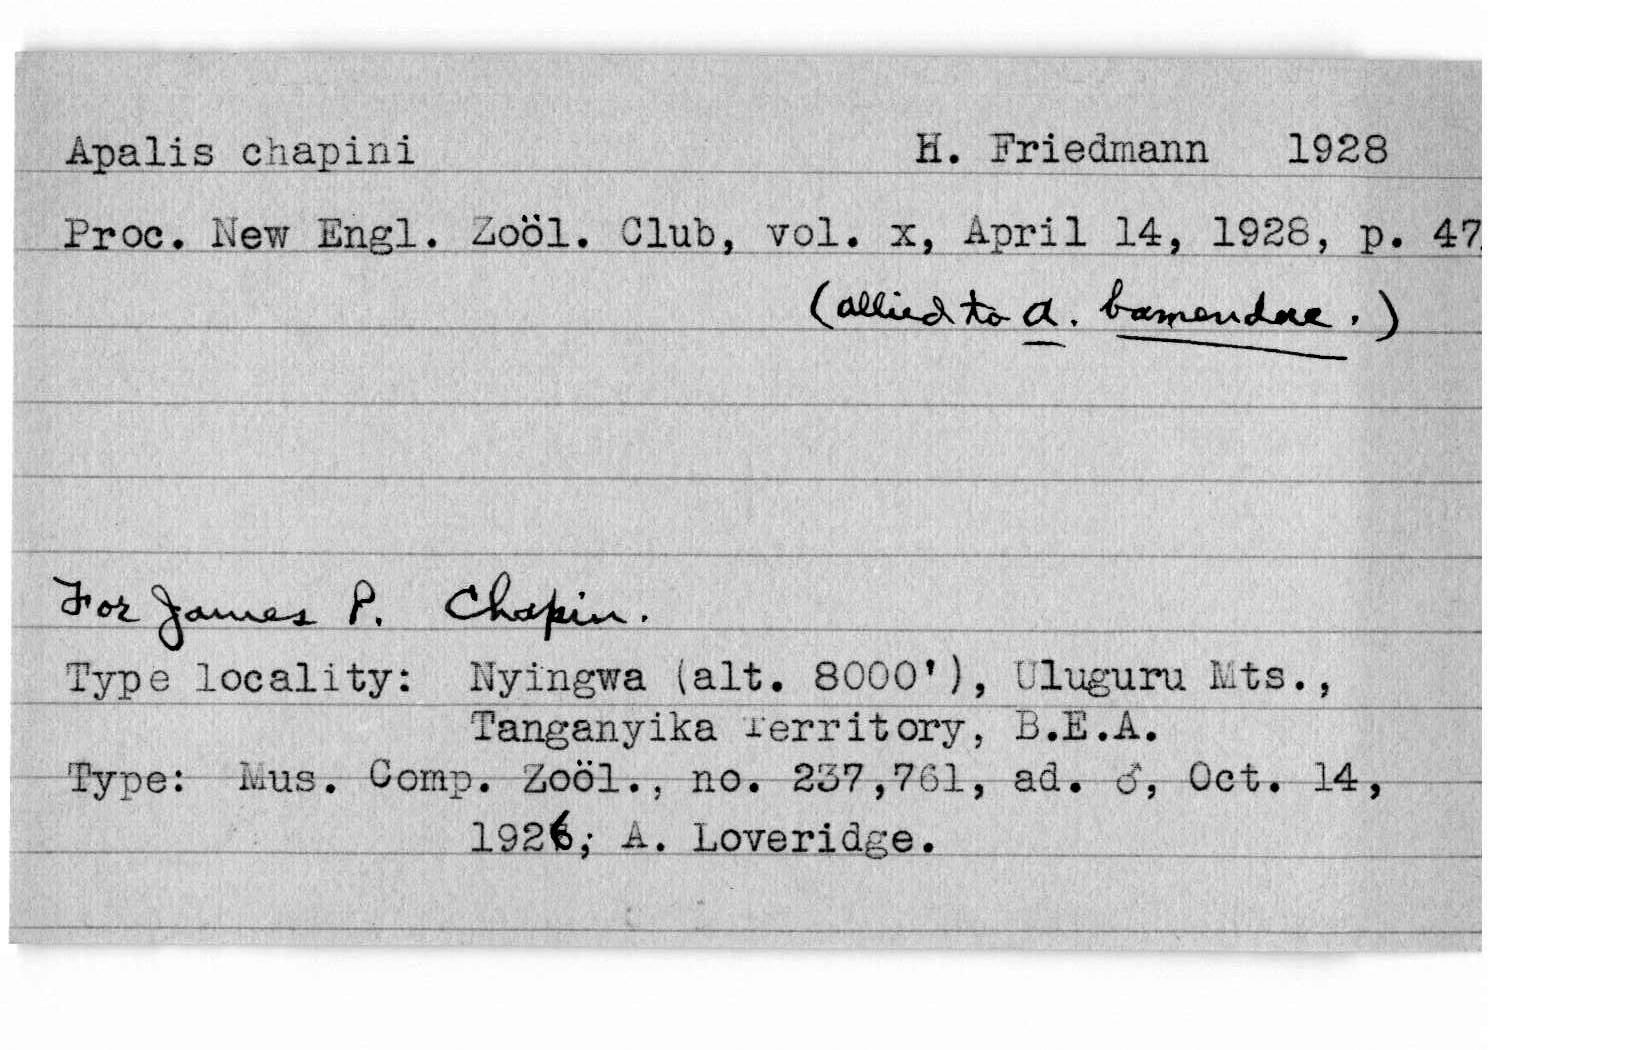 Apalis chapini H. Friedmann 1928
Proc. New Engl. Zoöl. Club, vol. x, April 14, 1928, p. 47.
(allied to A. bamendae.)
For James P. Chapin.
Type locality: Nyingwa (alt. 8000'), Uluguru Mts.,
Tanganyika Territory, B.E.A.
Type: Mus. Comp. Zoöl., no. 237,761, ad. ♂, Oct. 14,
1926; A. Loveridge.